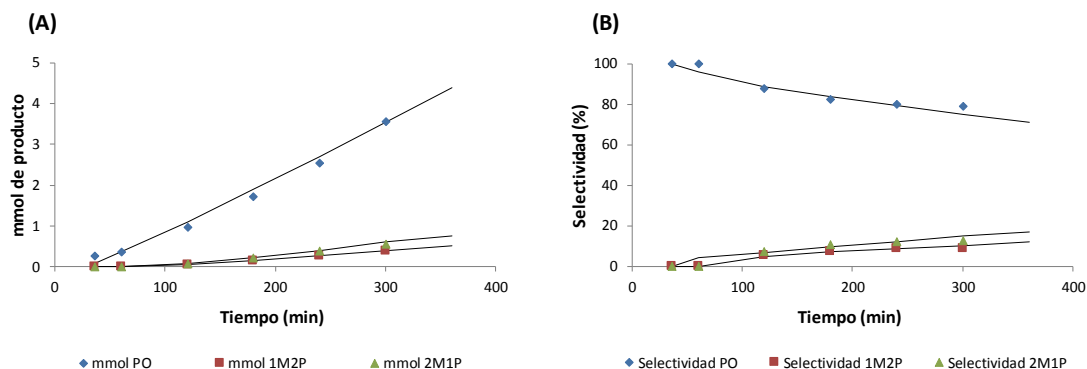 (A)
mmol de producto
5
4
3
2
1
0
0 100 200 300 400
Tiempo (min)
mmol PO mmol 1M2P mmol 2M1P
(B)
Selectividad (%)
100
80
60
40
20
0
0 100 200 300 400
Tiempo (min)
Selectividad PO Selectividad 1M2P Selectividad 2M1P